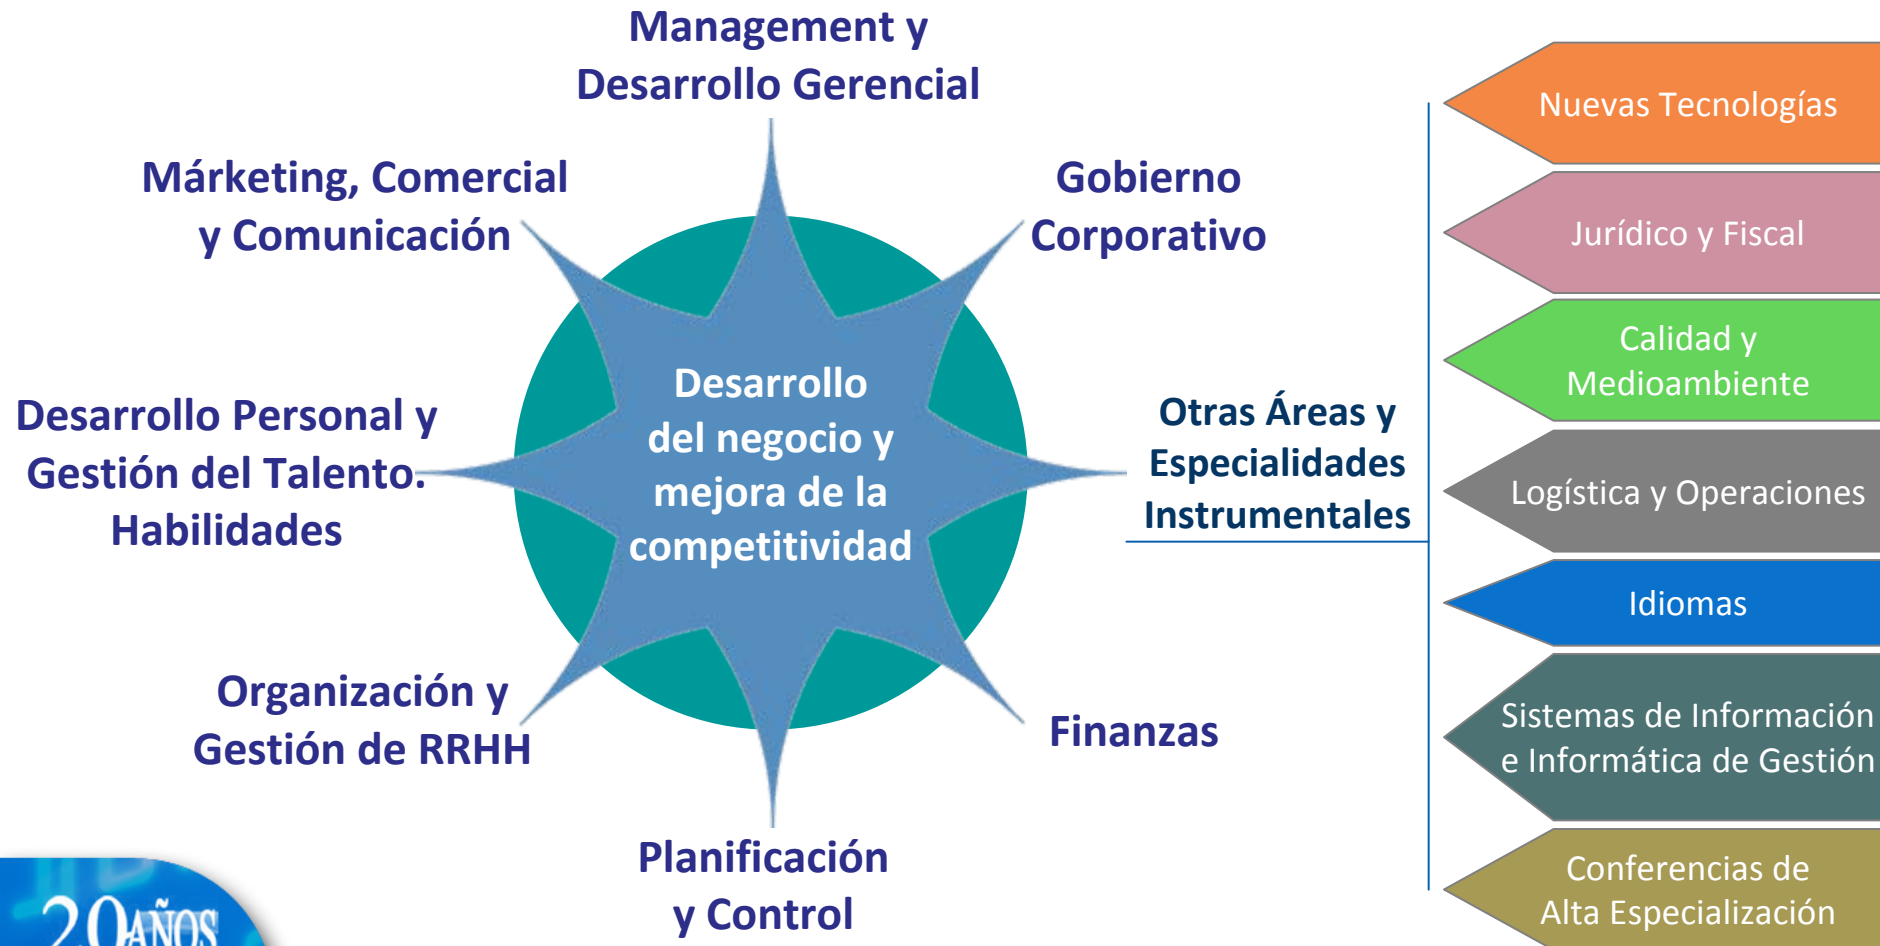 Management y
Desarrollo Gerencial
Márketing, Comercial
y Comunicación
Gobierno
Corporativo
Desarrollo Personal y
Gestión del Talento.
Habilidades
Desarrollo
del negocio y
mejora de la
competitividad
Otras Áreas y
Especialidades
Instrumentales
Organización y
Gestión de RRHH
Finanzas
Planificación
y Control
Nuevas Tecnologías
Jurídico y Fiscal
Calidad y
Medioambiente
Logística y Operaciones
Idiomas
Sistemas de Información
e Informática de Gestión
Conferencias de
Alta Especialización
20 AÑOS